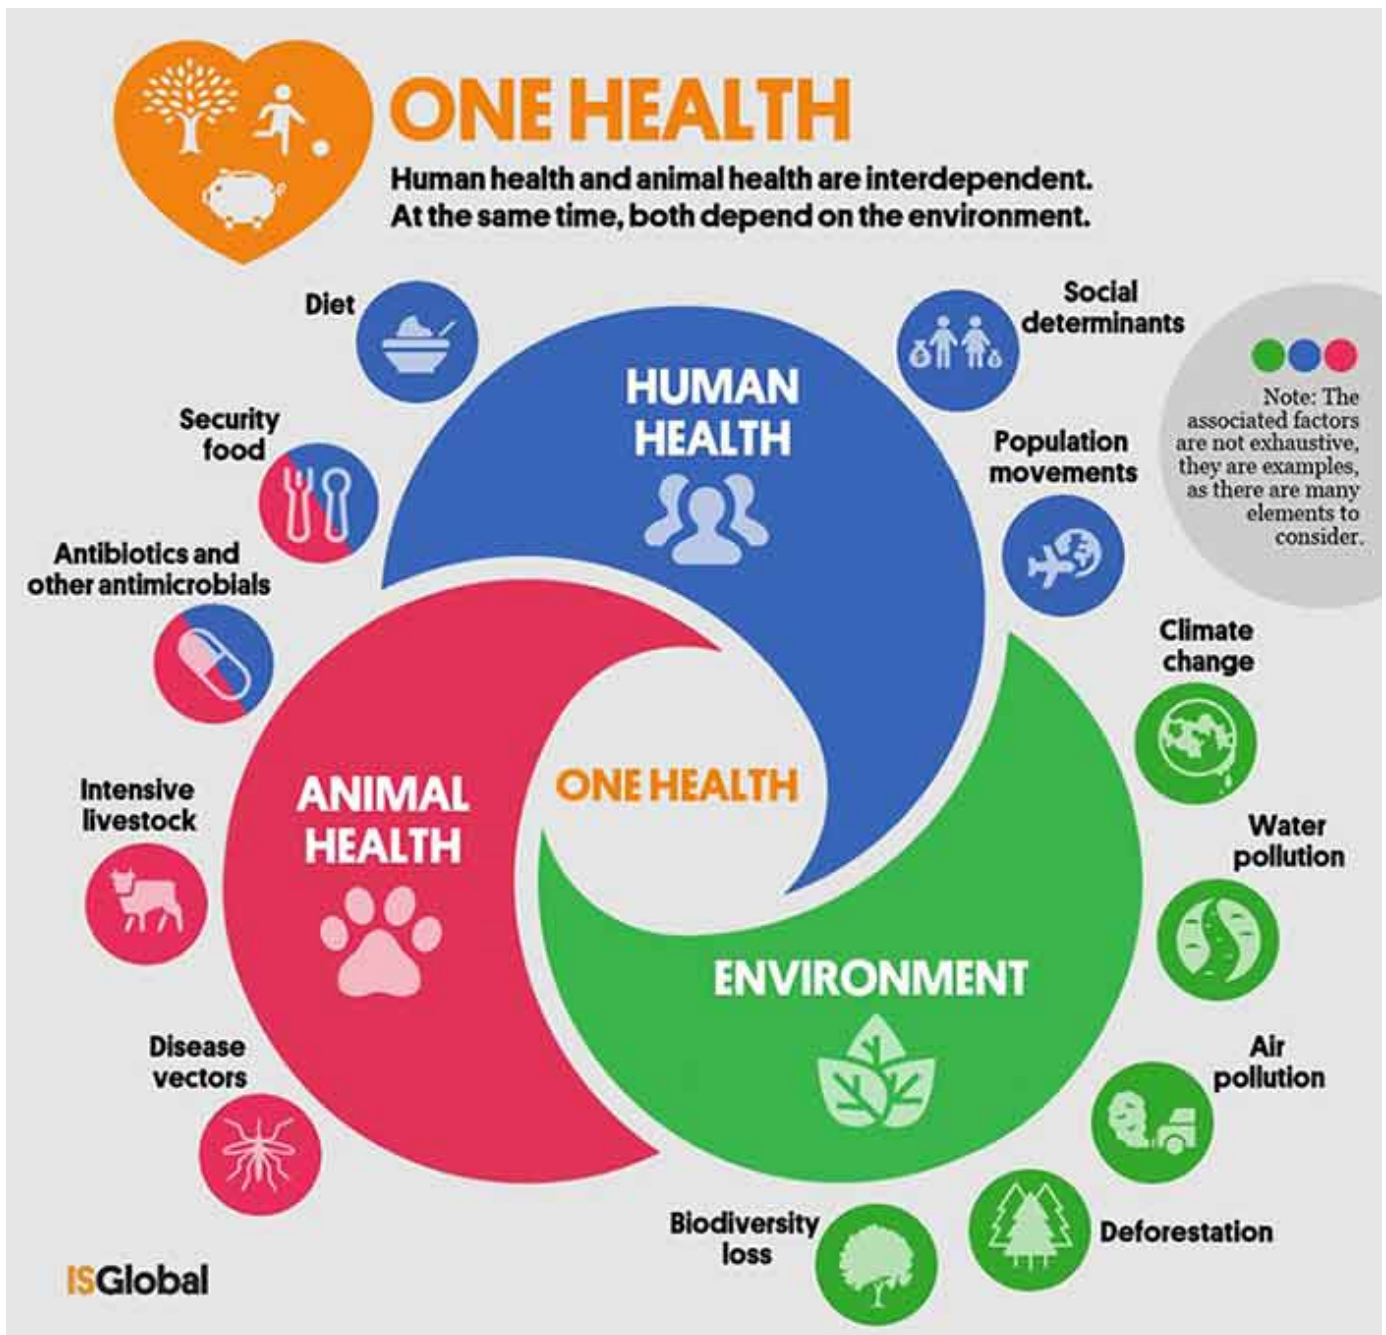 ONE HEALTH
Human health and animal health are interdependent.
At the same time, both depend on the environment.
Diet
Security
food
Antibiotics and
other antimicrobials
Intensive
livestock
Disease
vectors
HUMAN
HEALTH
ANIMAL
HEALTH
ONE HEALTH
ENVIRONMENT
Social
determinants
Population
movements
Note: The
associated factors
are not exhaustive,
they are examples,
as there are many
elements to
consider.
Climate
change
Water
pollution
Air
pollution
Deforestation
Biodiversity
loss
ISGlobal